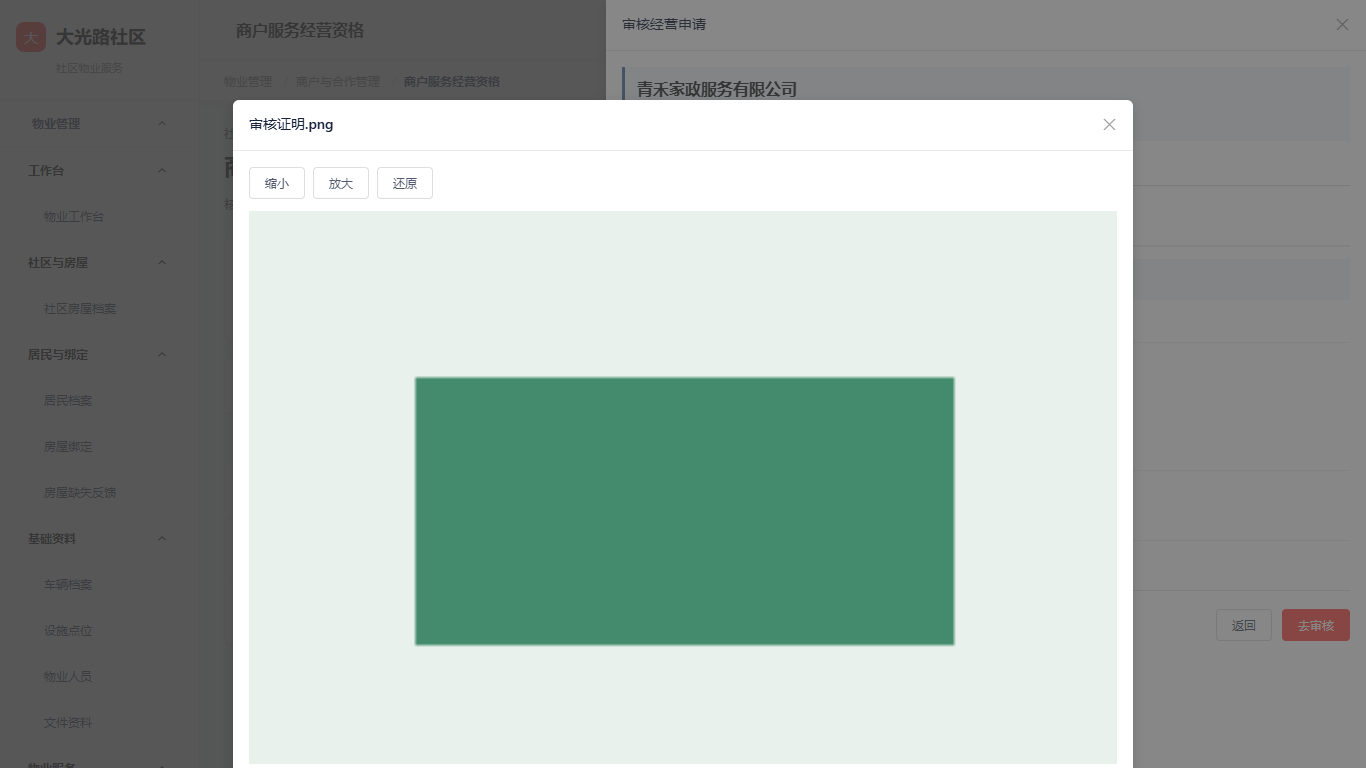 大
大光路社区
社区物业服务
物业管理
工作台
物业工作台
社区与房屋
社区房屋档案
居民与绑定
居民档案
房屋绑定
房屋缺失反馈
基础资料
车辆档案
设施点位
物业人员
文件资料
商户服务经营资格
物业管理 / 商户与合作管理 / 商户服务经营资格
审核经营申请
青禾家政服务有限公司
审核证明.png
缩小 放大 还原
返回 去审核